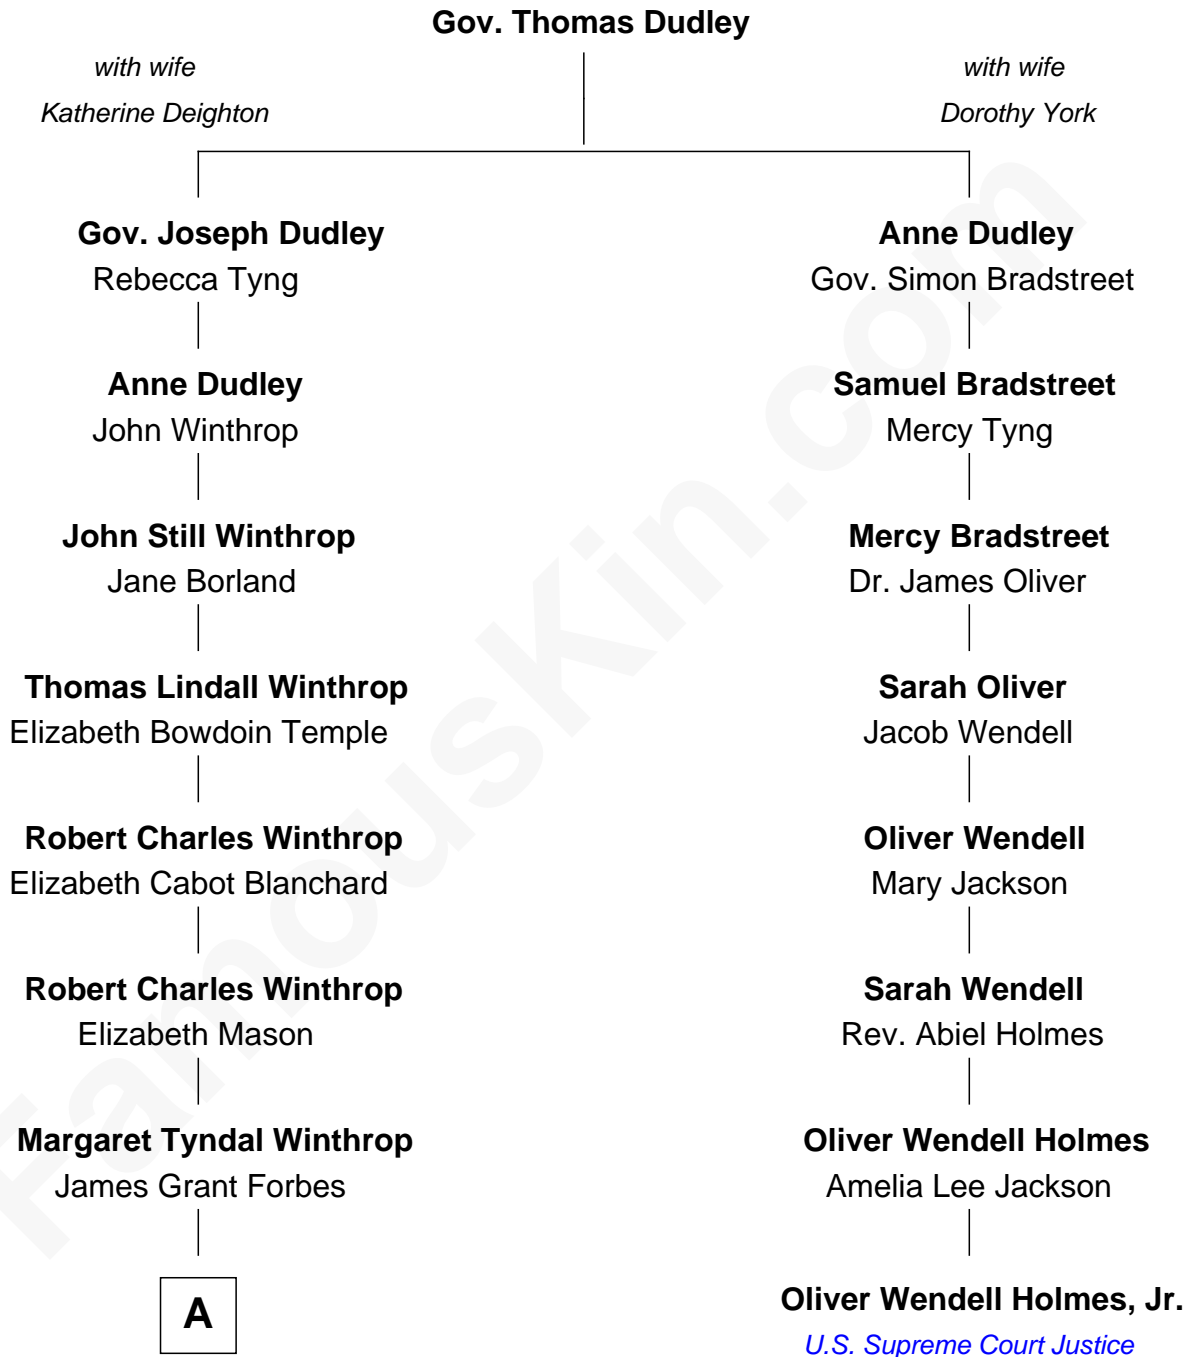 Gov. Thomas Dudley
with wife
Katherine Deighton
with wife
Dorothy York
Gov. Joseph Dudley
Rebecca Tyng
Anne Dudley
Gov. Simon Bradstreet
Anne Dudley
John Winthrop
Samuel Bradstreet
Mercy Tyng
John Still Winthrop
Jane Borland
Mercy Bradstreet
Dr. James Oliver
Thomas Lindall Winthrop
Elizabeth Bowdoin Temple
Sarah Oliver
Jacob Wendell
Robert Charles Winthrop
Elizabeth Cabot Blanchard
Oliver Wendell
Mary Jackson
Robert Charles Winthrop
Elizabeth Mason
Sarah Wendell
Rev. Abiel Holmes
Margaret Tyndal Winthrop
James Grant Forbes
Oliver Wendell Holmes
Amelia Lee Jackson
A
Oliver Wendell Holmes, Jr.
U.S. Supreme Court Justice
FamousKin.com